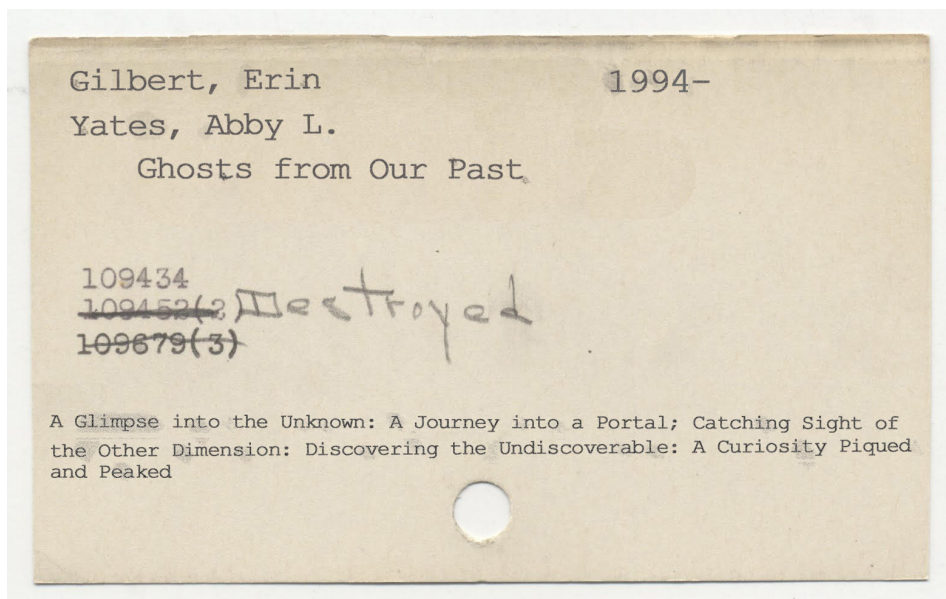 Gilbert, Erin 1994-
Yates, Abby L.
Ghosts from Our Past
109434
109452(2) Destroyed
109679(3)
A Glimpse into the Unknown: A Journey into a Portal; Catching Sight of
the Other Dimension: Discovering the Undiscoverable: A Curiosity Piqued
and Peaked